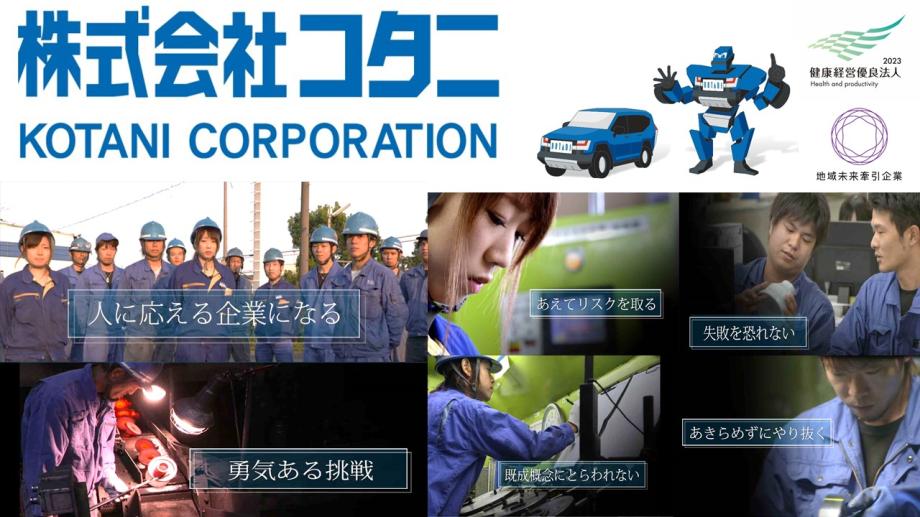 株式会社コタニ
KOTANI CORPORATION
KOTANI
KOTANI
2023
健康経営優良法人
Health and productivity
地域未来牽引企業
人に応える企業になる
あえてリスクを取る
失敗を恐れない
勇気ある挑戦
既成概念にとらわれない
あきらめずにやり抜く